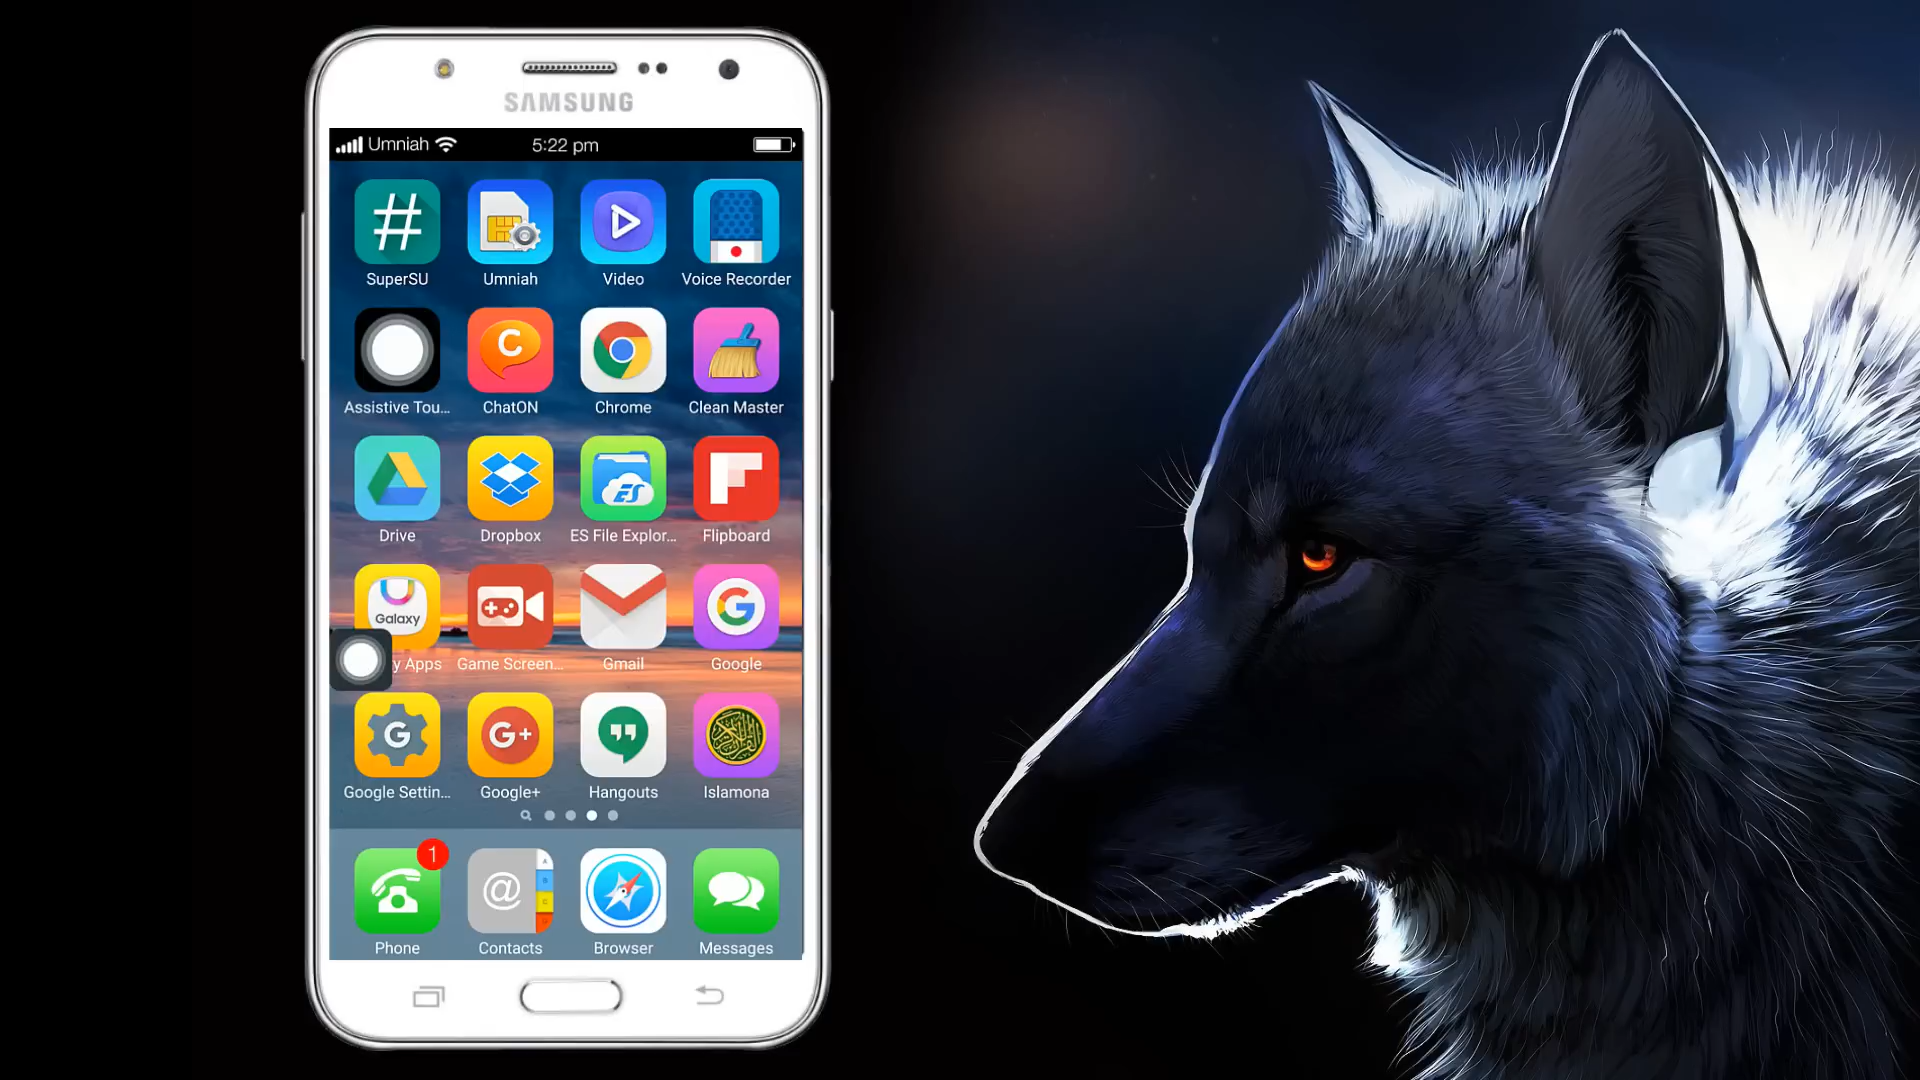 SAMSUNG
Umniah 5:22 pm
SuperSU Umniah Video Voice Recorder
C
Assistive Tou... ChatON Chrome Clean Master
ES
Drive Dropbox ES File Explor... Flipboard
Galaxy G
y Apps Game Screen... Gmail Google
G G+
Google Settin... Google+ Hangouts Islamona
1
@
Phone Contacts Browser Messages